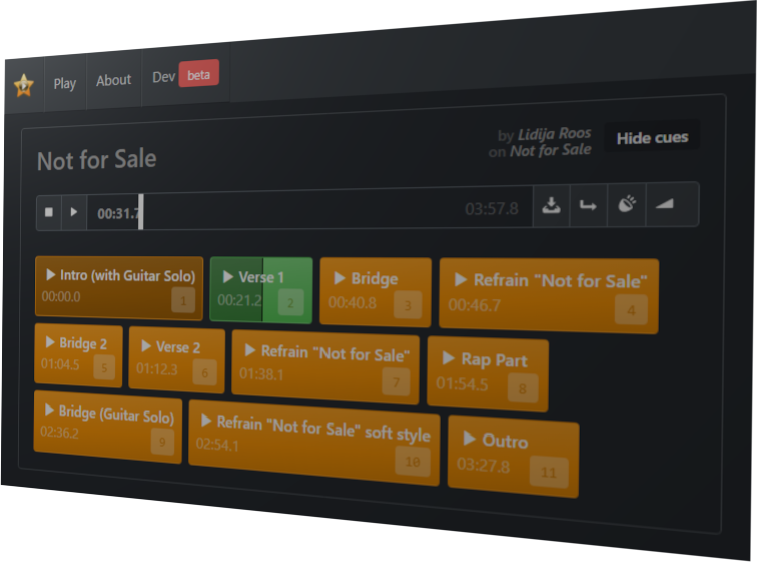 Play About Dev beta
Not for Sale
by Lidija Roos
on Not for Sale
Hide cues
00:31.7 03:57.8
Intro (with Guitar Solo)
00:00.0 1
Verse 1
00:21.2 2
Bridge
00:40.8 3
Refrain "Not for Sale"
00:46.7 4
Bridge 2
01:04.5 5
Verse 2
01:12.3 6
Refrain "Not for Sale"
01:38.1 7
Rap Part
01:54.5 8
Bridge (Guitar Solo)
02:36.2 9
Refrain "Not for Sale" soft style
02:54.1 10
Outro
03:27.8 11